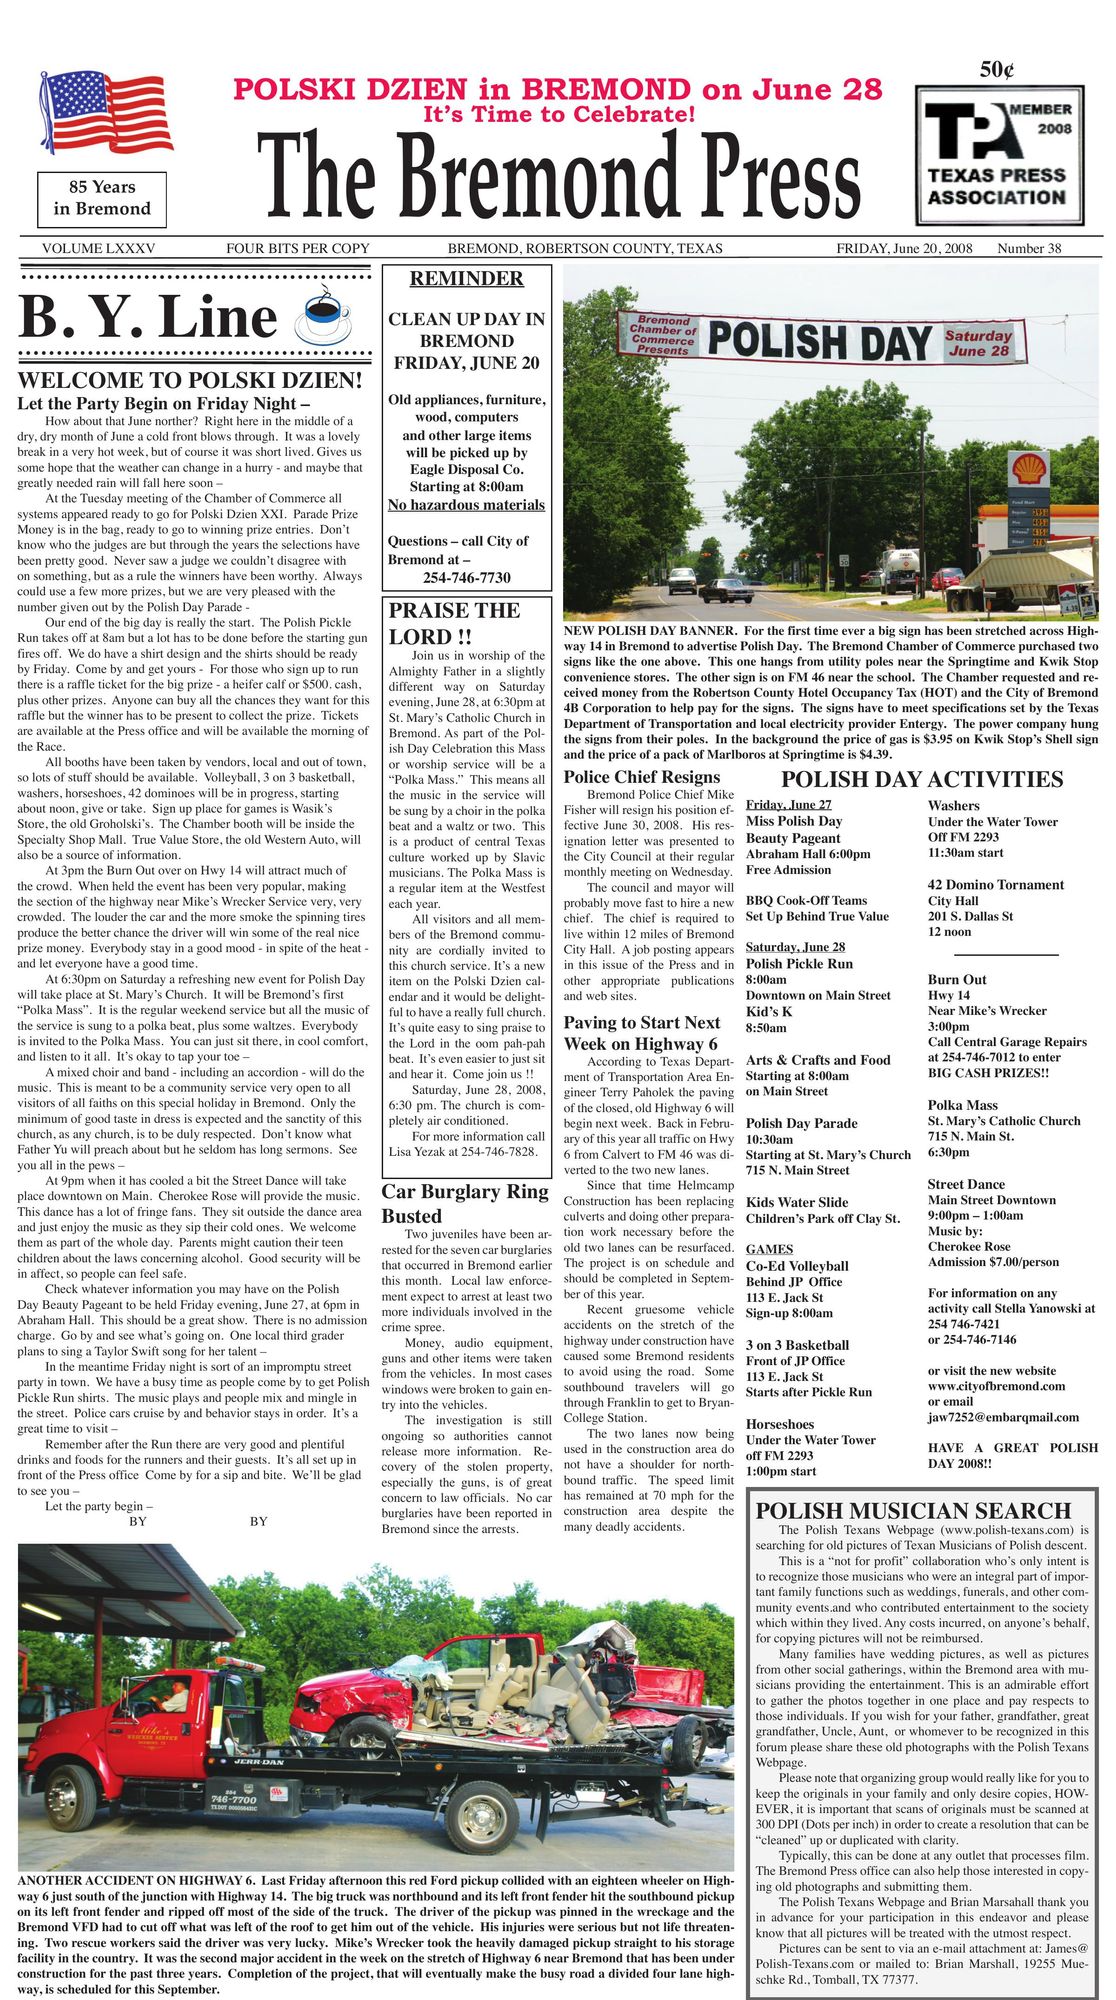 POLSKI DZIEN in BREMOND on June 28
It's Time to Celebrate!
50¢
The Bremond Press
85 Years
in Bremond
TPA
MEMBER
2008
TEXAS PRESS
ASSOCIATION
VOLUME LXXXV FOUR BITS PER COPY BREMOND, ROBERTSON COUNTY, TEXAS FRIDAY, June 20, 2008 Number 38
B. Y. Line
WELCOME TO POLSKI DZIEN!
Let the Party Begin on Friday Night –
How about that June norther? Right here in the middle of a
dry, dry month of June a cold front blows through. It was a lovely
break in a very hot week, but of course it was short lived. Gives us
some hope that the weather can change in a hurry - and maybe that
greatly needed rain will fall here soon –
At the Tuesday meeting of the Chamber of Commerce all
systems appeared ready to go for Polski Dzien XXI. Parade Prize
Money is in the bag, ready to go to winning prize entries. Don't
know who the judges are but through the years the selections have
been pretty good. Never saw a judge we couldn't disagree with
on something, but as a rule the winners have been worthy. Always
could use a few more prizes, but we are very pleased with the
number given out by the Polish Day Parade -
Our end of the big day is really the start. The Polish Pickle
Run takes off at 8am but a lot has to be done before the starting gun
fires off. We do have a shirt design and the shirts should be ready
by Friday. Come by and get yours - For those who sign up to run
there is a raffle ticket for the big prize - a heifer calf or $500. cash,
plus other prizes. Anyone can buy all the chances they want for this
raffle but the winner has to be present to collect the prize. Tickets
are available at the Press office and will be available the morning of
the Race.
All booths have been taken by vendors, local and out of town,
so lots of stuff should be available. Volleyball, 3 on 3 basketball,
washers, horseshoes, 42 dominoes will be in progress, starting
about noon, give or take. Sign up place for games is Wasik's
Store, the old Groholski's. The Chamber booth will be inside the
Specialty Shop Mall. True Value Store, the old Western Auto, will
also be a source of information.
At 3pm the Burn Out over on Hwy 14 will attract much of
the crowd. When held the event has been very popular, making
the section of the highway near Mike's Wrecker Service very, very
crowded. The louder the car and the more smoke the spinning tires
produce the better chance the driver will win some of the real nice
prize money. Everybody stay in a good mood - in spite of the heat -
and let everyone have a good time.
At 6:30pm on Saturday a refreshing new event for Polish Day
will take place at St. Mary's Church. It will be Bremond's first
"Polka Mass". It is the regular weekend service but all the music of
the service is sung to a polka beat, plus some waltzes. Everybody
is invited to the Polka Mass. You can just sit there, in cool comfort,
and listen to it all. It's okay to tap your toe –
A mixed choir and band - including an accordion - will do the
music. This is meant to be a community service very open to all
visitors of all faiths on this special holiday in Bremond. Only the
minimum of good taste in dress is expected and the sanctity of this
church, as any church, is to be duly respected. Don't know what
Father Yu will preach about but he seldom has long sermons. See
you all in the pews –
At 9pm when it has cooled a bit the Street Dance will take
place downtown on Main. Cherokee Rose will provide the music.
This dance has a lot of fringe fans. They sit outside the dance area
and just enjoy the music as they sip their cold ones. We welcome
them as part of the whole day. Parents might caution their teen
children about the laws concerning alcohol. Good security will be
in affect, so people can feel safe.
Check whatever information you may have on the Polish
Day Beauty Pageant to be held Friday evening, June 27, at 6pm in
Abraham Hall. This should be a great show. There is no admission
charge. Go by and see what's going on. One local third grader
plans to sing a Taylor Swift song for her talent –
In the meantime Friday night is sort of an impromptu street
party in town. We have a busy time as people come by to get Polish
Pickle Run shirts. The music plays and people mix and mingle in
the street. Police cars cruise by and behavior stays in order. It's a
great time to visit –
Remember after the Run there are very good and plentiful
drinks and foods for the runners and their guests. It's all set up in
front of the Press office Come by for a sip and bite. We'll be glad
to see you –
Let the party begin –
BY BY
REMINDER
CLEAN UP DAY IN
BREMOND
FRIDAY, JUNE 20
Old appliances, furniture,
wood, computers
and other large items
will be picked up by
Eagle Disposal Co.
Starting at 8:00am
No hazardous materials
Questions – call City of
Bremond at –
254-746-7730
PRAISE THE
LORD !!
Join us in worship of the
Almighty Father in a slightly
different way on Saturday
evening, June 28, at 6:30pm at
St. Mary's Catholic Church in
Bremond. As part of the Pol-
ish Day Celebration this Mass
or worship service will be a
"Polka Mass." This means all
the music in the service will
be sung by a choir in the polka
beat and a waltz or two. This
is a product of central Texas
culture worked up by Slavic
musicians. The Polka Mass is
a regular item at the Westfest
each year.
All visitors and all mem-
bers of the Bremond commu-
nity are cordially invited to
this church service. It's a new
item on the Polski Dzien cal-
endar and it would be delight-
ful to have a really full church.
It's quite easy to sing praise to
the Lord in the oom pah-pah
beat. It's even easier to just sit
and hear it. Come join us !!
Saturday, June 28, 2008,
6:30 pm. The church is com-
pletely air conditioned.
For more information call
Lisa Yezak at 254-746-7828.
Car Burglary Ring
Busted
Two juveniles have been ar-
rested for the seven car burglaries
that occurred in Bremond earlier
this month. Local law enforce-
ment expect to arrest at least two
more individuals involved in the
crime spree.
Money, audio equipment,
guns and other items were taken
from the vehicles. In most cases
windows were broken to gain en-
try into the vehicles.
The investigation is still
ongoing so authorities cannot
release more information. Re-
covery of the stolen property,
especially the guns, is of great
concern to law officials. No car
burglaries have been reported in
Bremond since the arrests.
Bremond
Chamber of
Commerce
Presents
POLISH DAY
Saturday
June 28
NEW POLISH DAY BANNER. For the first time ever a big sign has been stretched across High-
way 14 in Bremond to advertise Polish Day. The Bremond Chamber of Commerce purchased two
signs like the one above. This one hangs from utility poles near the Springtime and Kwik Stop
convenience stores. The other sign is on FM 46 near the school. The Chamber requested and re-
ceived money from the Robertson County Hotel Occupancy Tax (HOT) and the City of Bremond
4B Corporation to help pay for the signs. The signs have to meet specifications set by the Texas
Department of Transportation and local electricity provider Entergy. The power company hung
the signs from their poles. In the background the price of gas is $3.95 on Kwik Stop's Shell sign
and the price of a pack of Marlboros at Springtime is $4.39.
Police Chief Resigns
Bremond Police Chief Mike
Fisher will resign his position ef-
fective June 30, 2008. His res-
ignation letter was presented to
the City Council at their regular
monthly meeting on Wednesday.
The council and mayor will
probably move fast to hire a new
chief. The chief is required to
live within 12 miles of Bremond
City Hall. A job posting appears
in this issue of the Press and in
other appropriate publications
and web sites.
Paving to Start Next
Week on Highway 6
According to Texas Depart-
ment of Transportation Area En-
gineer Terry Paholek the paving
of the closed, old Highway 6 will
begin next week. Back in Febru-
ary of this year all traffic on Hwy
6 from Calvert to FM 46 was di-
verted to the two new lanes.
Since that time Helmcamp
Construction has been replacing
culverts and doing other prepara-
tion work necessary before the
old two lanes can be resurfaced.
The project is on schedule and
should be completed in Septem-
ber of this year.
Recent gruesome vehicle
accidents on the stretch of the
highway under construction have
caused some Bremond residents
to avoid using the road. Some
southbound travelers will go
through Franklin to get to Bryan-
College Station.
The two lanes now being
used in the construction area do
not have a shoulder for north-
bound traffic. The speed limit
has remained at 70 mph for the
construction area despite the
many deadly accidents.
POLISH DAY ACTIVITIES
Friday, June 27
Miss Polish Day
Beauty Pageant
Abraham Hall 6:00pm
Free Admission
BBQ Cook-Off Teams
Set Up Behind True Value
Saturday, June 28
Polish Pickle Run
8:00am
Downtown on Main Street
Kid's K
8:50am
Arts & Crafts and Food
Starting at 8:00am
on Main Street
Polish Day Parade
10:30am
Starting at St. Mary's Church
715 N. Main Street
Kids Water Slide
Children's Park off Clay St.
GAMES
Co-Ed Volleyball
Behind JP Office
113 E. Jack St
Sign-up 8:00am
3 on 3 Basketball
Front of JP Office
113 E. Jack St
Starts after Pickle Run
Horseshoes
Under the Water Tower
off FM 2293
1:00pm start
Washers
Under the Water Tower
Off FM 2293
11:30am start
42 Domino Tornament
City Hall
201 S. Dallas St
12 noon
Burn Out
Hwy 14
Near Mike's Wrecker
3:00pm
Call Central Garage Repairs
at 254-746-7012 to enter
BIG CASH PRIZES!!
Polka Mass
St. Mary's Catholic Church
715 N. Main St.
6:30pm
Street Dance
Main Street Downtown
9:00pm – 1:00am
Music by:
Cherokee Rose
Admission $7.00/person
For information on any
activity call Stella Yanowski at
254 746-7421
or 254-746-7146
or visit the new website
www.cityofbremond.com
or email
jaw7252@embarqmail.com
HAVE A GREAT POLISH
DAY 2008!!
POLISH MUSICIAN SEARCH
The Polish Texans Webpage (www.polish-texans.com) is
searching for old pictures of Texan Musicians of Polish descent.
This is a "not for profit" collaboration who's only intent is
to recognize those musicians who were an integral part of impor-
tant family functions such as weddings, funerals, and other com-
munity events.and who contributed entertainment to the society
which within they lived. Any costs incurred, on anyone's behalf,
for copying pictures will not be reimbursed.
Many families have wedding pictures, as well as pictures
from other social gatherings, within the Bremond area with mu-
sicians providing the entertainment. This is an admirable effort
to gather the photos together in one place and pay respects to
those individuals. If you wish for your father, grandfather, great
grandfather, Uncle, Aunt, or whomever to be recognized in this
forum please share these old photographs with the Polish Texans
Webpage.
Please note that organizing group would really like for you to
keep the originals in your family and only desire copies, HOW-
EVER, it is important that scans of originals must be scanned at
300 DPI (Dots per inch) in order to create a resolution that can be
"cleaned" up or duplicated with clarity.
Typically, this can be done at any outlet that processes film.
The Bremond Press office can also help those interested in copy-
ing old photographs and submitting them.
The Polish Texans Webpage and Brian Marsahall thank you
in advance for your participation in this endeavor and please
know that all pictures will be treated with the utmost respect.
Pictures can be sent to via an e-mail attachment at: James@
Polish-Texans.com or mailed to: Brian Marshall, 19255 Mue-
schke Rd., Tomball, TX 77377.
Mike's
WRECKER SERVICE
JERR-DAN
254
746-7700
ANOTHER ACCIDENT ON HIGHWAY 6. Last Friday afternoon this red Ford pickup collided with an eighteen wheeler on High-
way 6 just south of the junction with Highway 14. The big truck was northbound and its left front fender hit the southbound pickup
on its left front fender and ripped off most of the side of the truck. The driver of the pickup was pinned in the wreckage and the
Bremond VFD had to cut off what was left of the roof to get him out of the vehicle. His injuries were serious but not life threaten-
ing. Two rescue workers said the driver was very lucky. Mike's Wrecker took the heavily damaged pickup straight to his storage
facility in the country. It was the second major accident in the week on the stretch of Highway 6 near Bremond that has been under
construction for the past three years. Completion of the project, that will eventually make the busy road a divided four lane high-
way, is scheduled for this September.